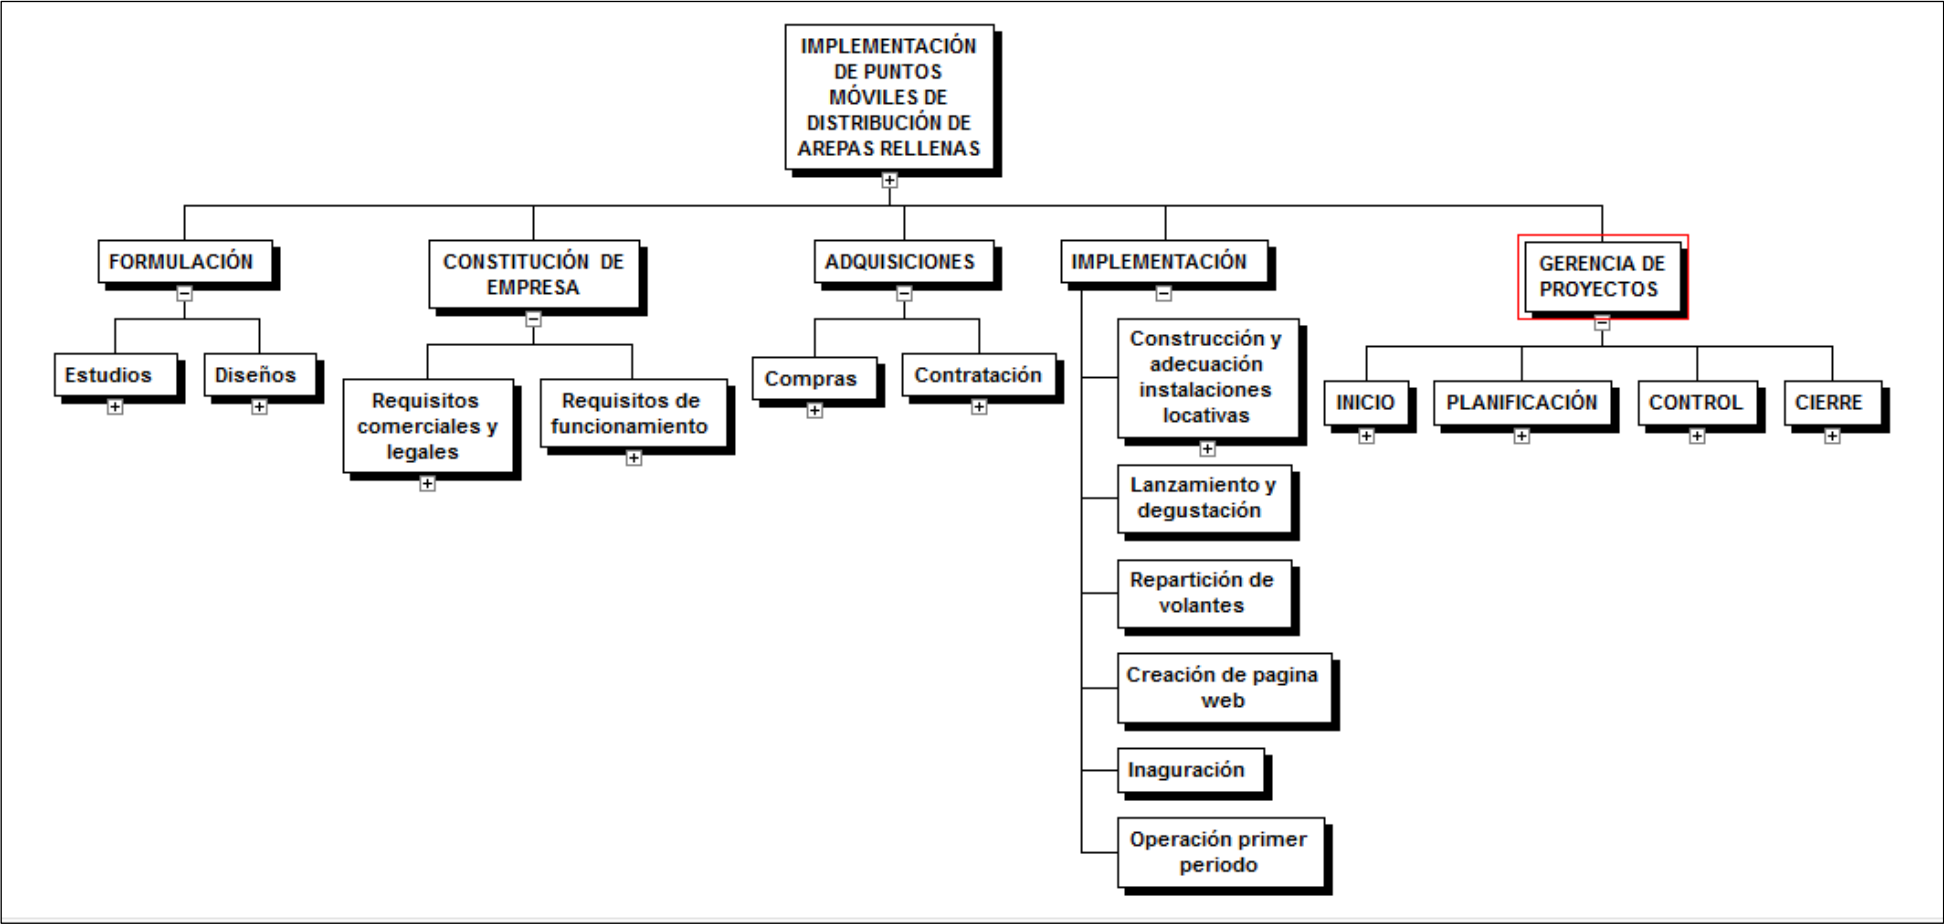 IMPLEMENTACIÓN
DE PUNTOS
MÓVILES DE
DISTRIBUCIÓN DE
AREPAS RELLENAS
FORMULACIÓN
Estudios
Diseños
CONSTITUCIÓN DE
EMPRESA
Requisitos
comerciales y
legales
Requisitos de
funcionamiento
ADQUISICIONES
Compras
Contratación
IMPLEMENTACIÓN
Construcción y
adecuación
instalaciones
locativas
Lanzamiento y
degustación
Repartición de
volantes
Creación de pagina
web
Inaguración
Operación primer
periodo
GERENCIA DE
PROYECTOS
INICIO
PLANIFICACIÓN
CONTROL
CIERRE